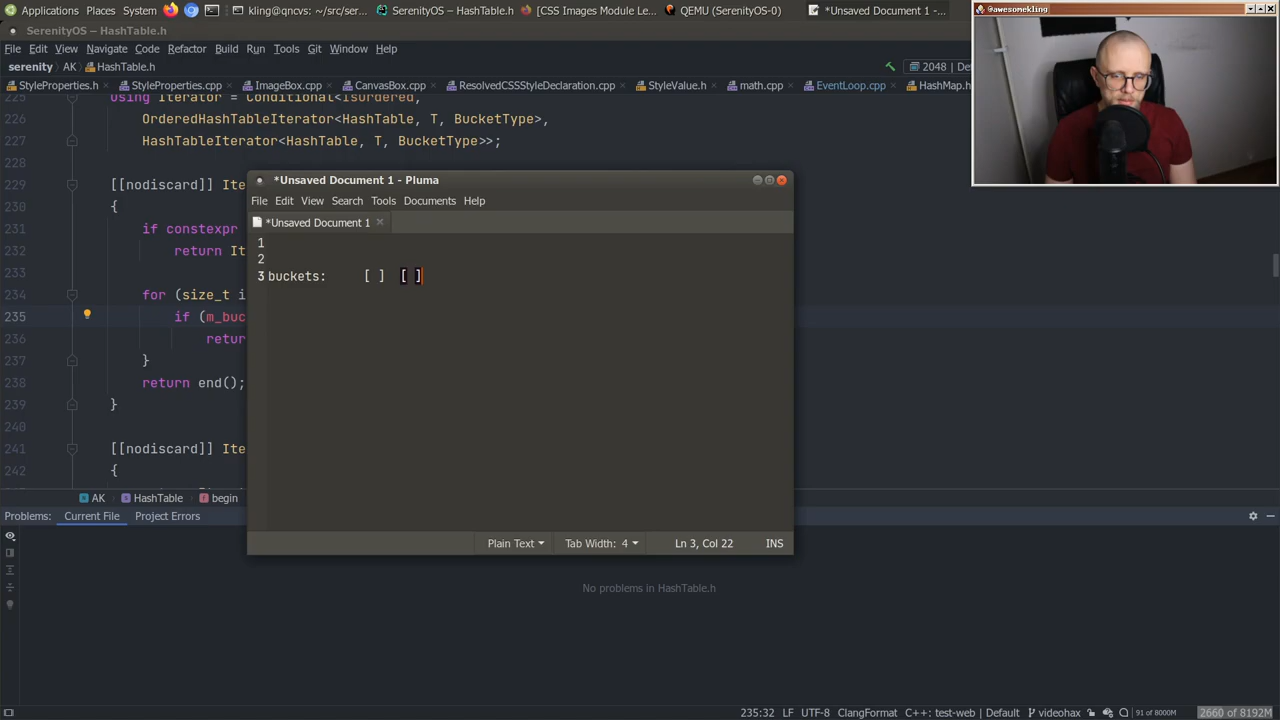 Applications Places System kling@qncvs: ~/src/ser... SerenityOS – HashTable.h [CSS Images Module Le... QEMU (SerenityOS-0) *Unsaved Document 1 -...
@awesomekling
SerenityOS – HashTable.h
File Edit View Navigate Code Refactor Build Run Tools Git Window Help
serenity AK HashTable.h 2048
StyleProperties.h StyleProperties.cpp ImageBox.cpp CanvasBox.cpp ResolvedCSSStyleDeclaration.cpp StyleValue.h math.cpp EventLoop.cpp HashMap.h
225 using Iterator = Conditional<IsOrdered,
226 OrderedHashTableIterator<HashTable, T, BucketType>,
227 HashTableIterator<HashTable, T, BucketType>>;
228
229 [[nodiscard]] Ite
230 {
231 if constexpr
232 return It
233
234 for (size_t i
235 if (m_buc
236 retur
237 }
238 return end();
239 }
240
241 [[nodiscard]] Ite
242 {
*Unsaved Document 1 - Pluma
File Edit View Search Tools Documents Help
*Unsaved Document 1
1
2
3 buckets: [ ] [ ]
Plain Text Tab Width: 4 Ln 3, Col 22 INS
AK HashTable begin
Problems: Current File Project Errors
No problems in HashTable.h
235:32 LF UTF-8 ClangFormat C++: test-web | Default videohax 91 of 8000M 2660 of 8192M